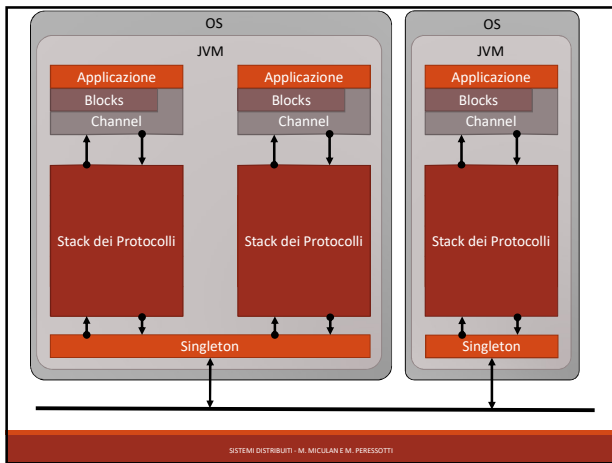 OS
JVM
Applicazione
Blocks
Channel
Stack dei Protocolli
Applicazione
Blocks
Channel
Stack dei Protocolli
Singleton
OS
JVM
Applicazione
Blocks
Channel
Stack dei Protocolli
Singleton
SISTEMI DISTRIBUITI - M. MICULAN E M. PERESSOTTI